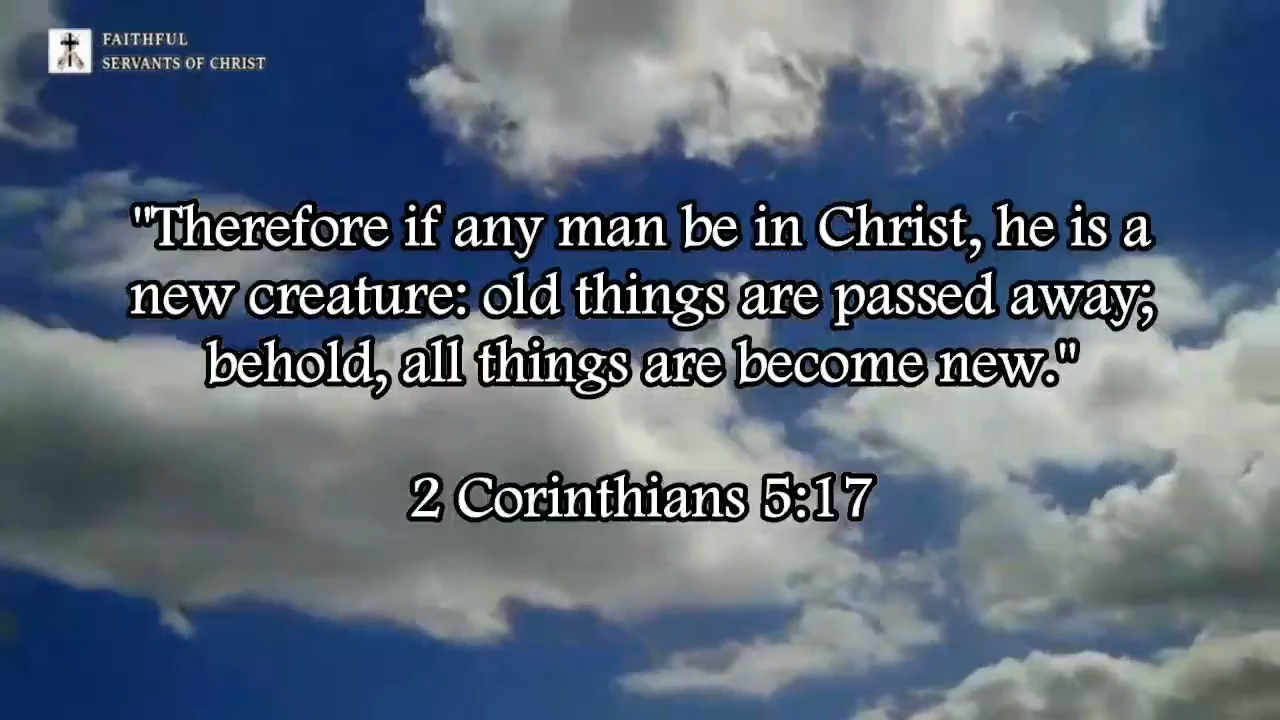 FAITHFUL
SERVANTS OF CHRIST
"Therefore if any man be in Christ, he is a
new creature: old things are passed away;
behold, all things are become new."
2 Corinthians 5:17